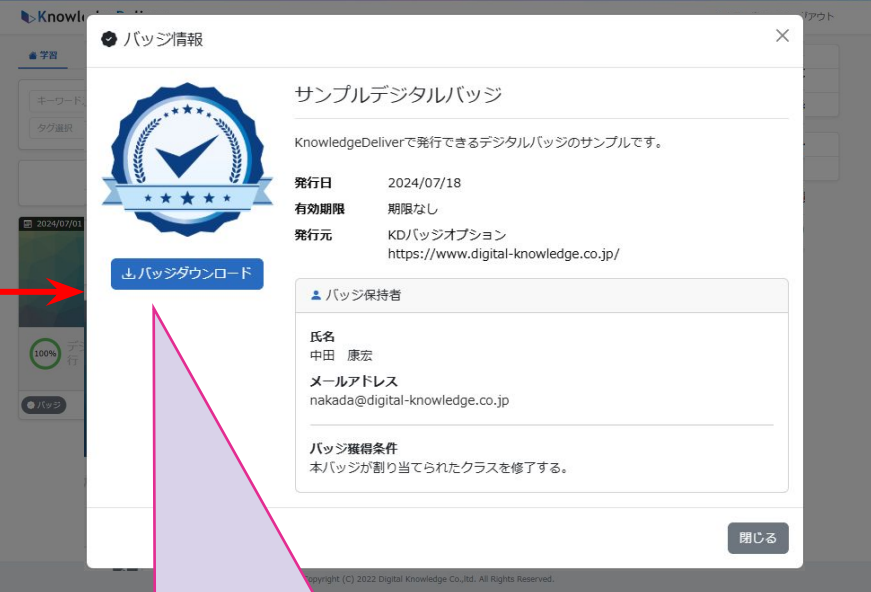 Knowl
バッジ情報
アウト
学習
キーワード
タグ選択
サンプルデジタルバッジ
KnowledgeDeliverで発行できるデジタルバッジのサンプルです。
発行日 2024/07/18
有効期限 期限なし
発行元 KDバッジオプション
https://www.digital-knowledge.co.jp/
2024/07/01
バッジダウンロード
バッジ保持者
氏名
中田 康宏
メールアドレス
nakada@digital-knowledge.co.jp
100%
デジ
行
バッジ
バッジ獲得条件
本バッジが割り当てられたクラスを修了する。
閉じる
Copyright (C) 2022 Digital Knowledge Co.,ltd. All Rights Reserved.